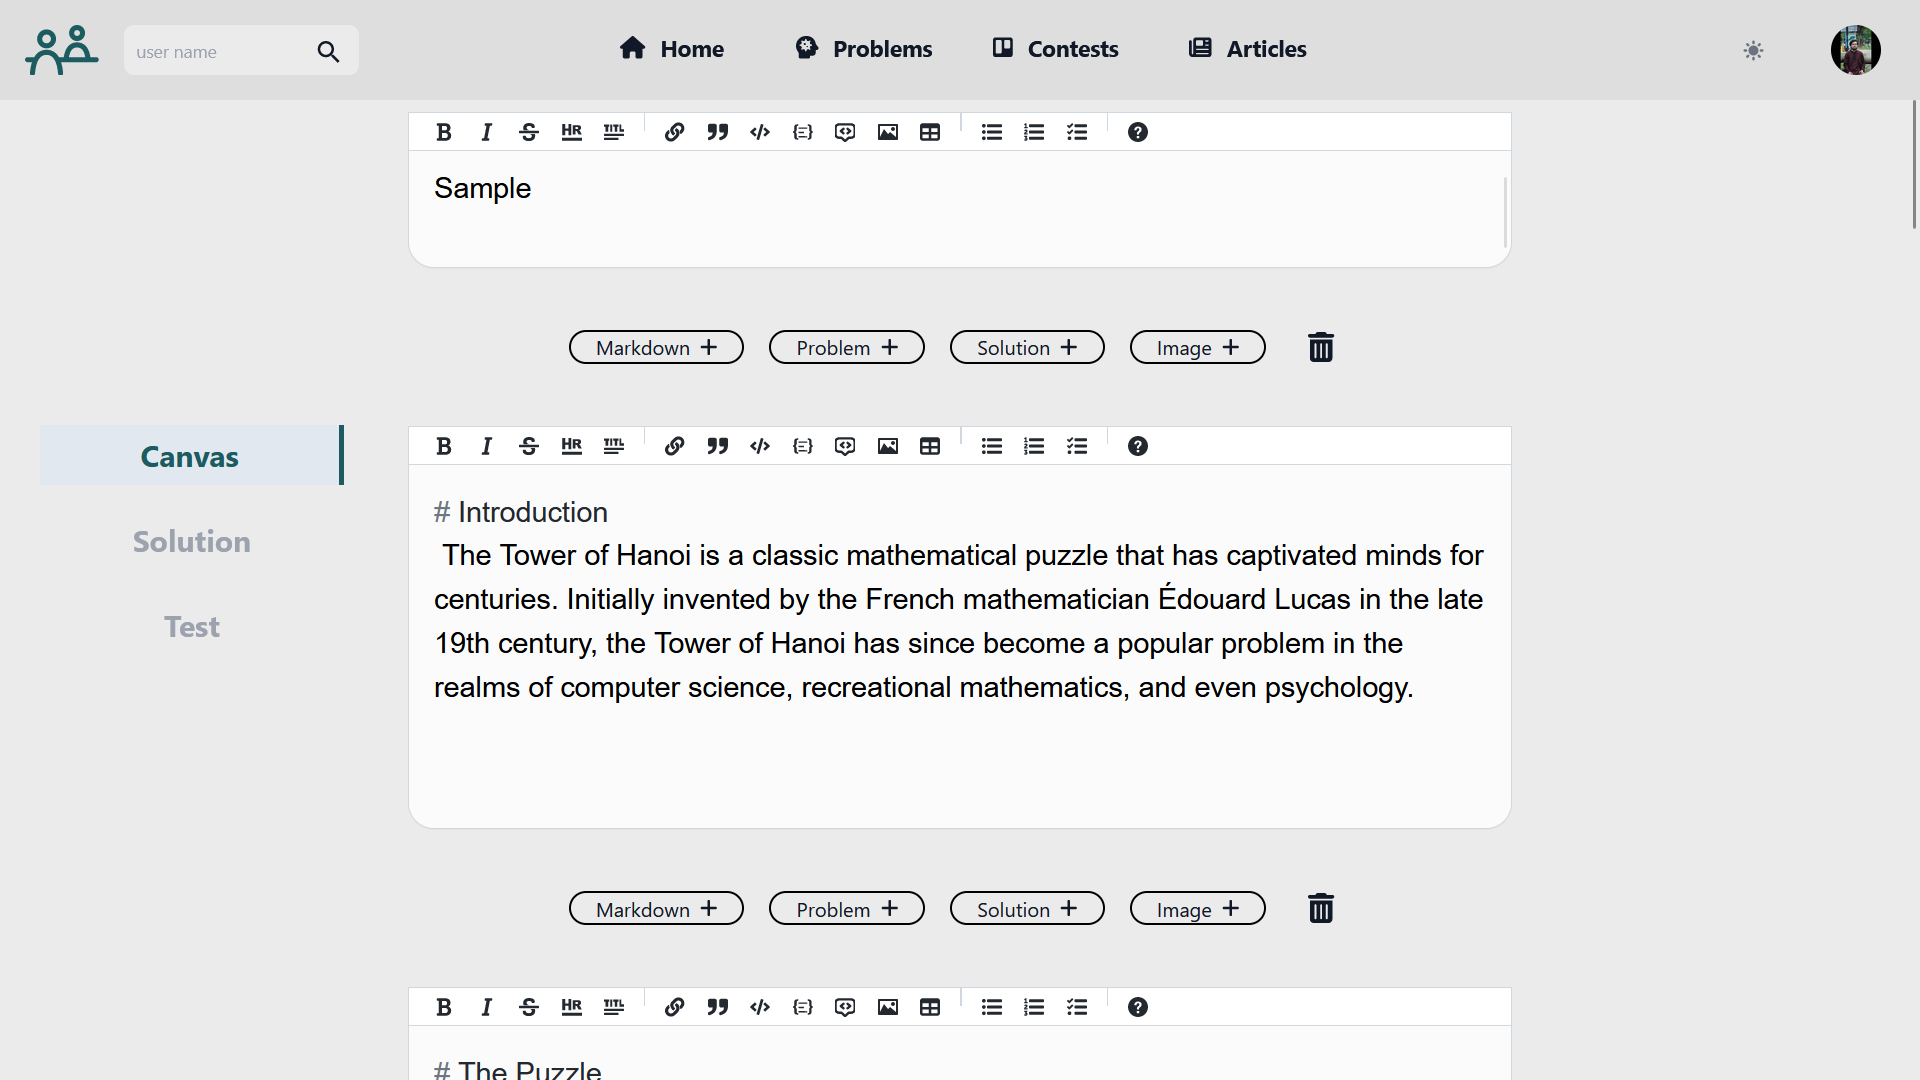 user name
Home
Problems
Contests
Articles
B I S HR TITL
Sample
Markdown +
Problem +
Solution +
Image +
Canvas
Solution
Test
B I S HR TITL
# Introduction
The Tower of Hanoi is a classic mathematical puzzle that has captivated minds for
centuries. Initially invented by the French mathematician Édouard Lucas in the late
19th century, the Tower of Hanoi has since become a popular problem in the
realms of computer science, recreational mathematics, and even psychology.
Markdown +
Problem +
Solution +
Image +
B I S HR TITL
# The Puzzle